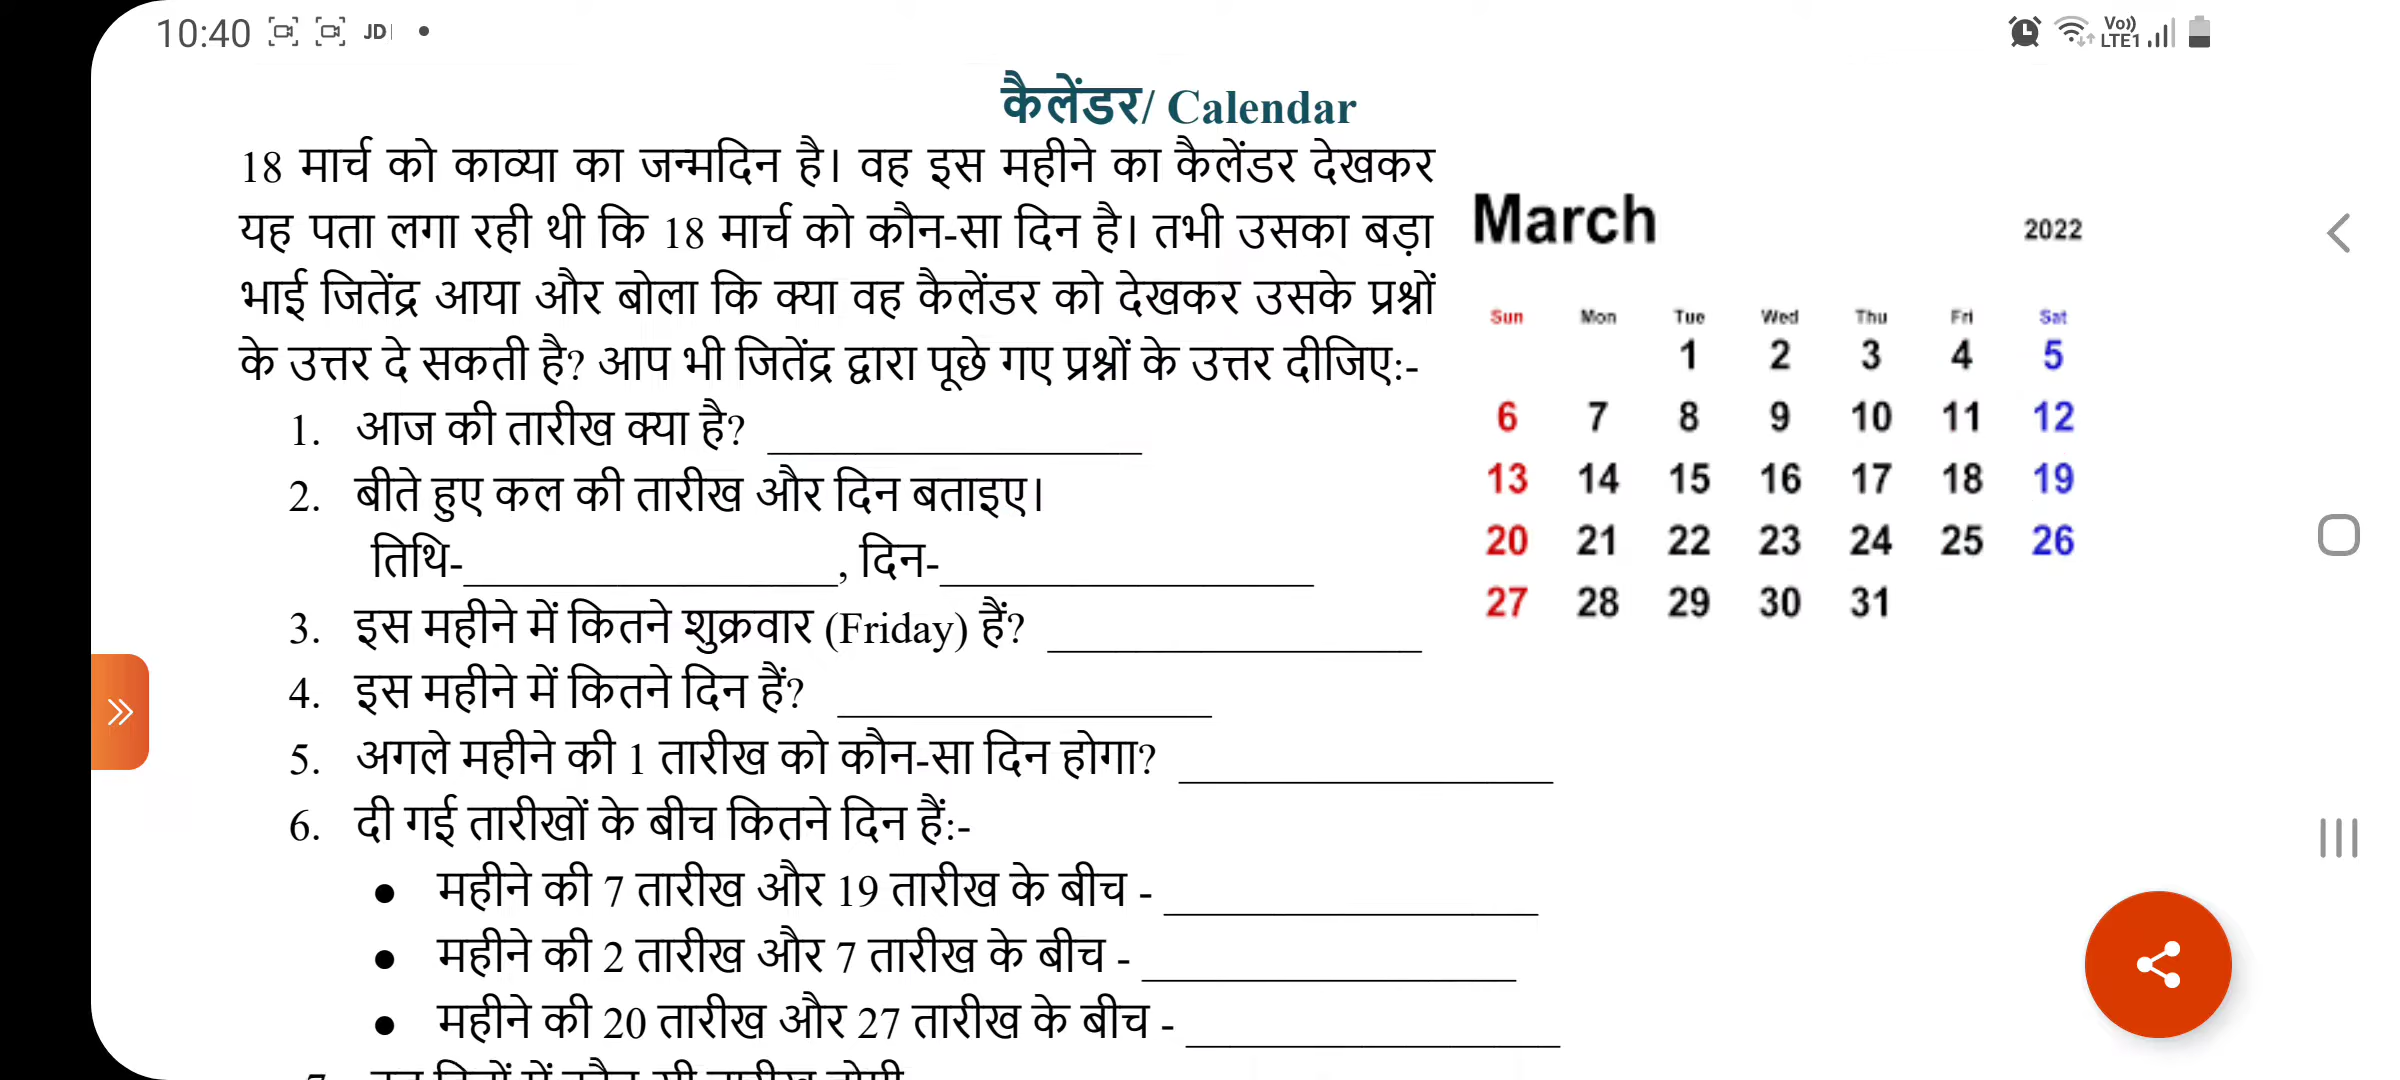 10:40 JD
Vo)) LTE1
कैलेंडर/ Calendar
18 मार्च को काव्या का जन्मदिन है। वह इस महीने का कैलेंडर देखकर
यह पता लगा रही थी कि 18 मार्च को कौन-सा दिन है। तभी उसका बड़ा
भाई जितेंद्र आया और बोला कि क्या वह कैलेंडर को देखकर उसके प्रश्नों
के उत्तर दे सकती है? आप भी जितेंद्र द्वारा पूछे गए प्रश्नों के उत्तर दीजिए:-
March 2022
Sun Mon Tue Wed Thu Fri Sat
1 2 3 4 5
6 7 8 9 10 11 12
13 14 15 16 17 18 19
20 21 22 23 24 25 26
27 28 29 30 31
1. आज की तारीख क्या है? ________________
2. बीते हुए कल की तारीख और दिन बताइए।
तिथि-________________, दिन-________________
3. इस महीने में कितने शुक्रवार (Friday) हैं? ________________
4. इस महीने में कितने दिन हैं? ________________
5. अगले महीने की 1 तारीख को कौन-सा दिन होगा? ________________
6. दी गई तारीखों के बीच कितने दिन हैं:-
● महीने की 7 तारीख और 19 तारीख के बीच - ________________
● महीने की 2 तारीख और 7 तारीख के बीच - ________________
● महीने की 20 तारीख और 27 तारीख के बीच - ________________